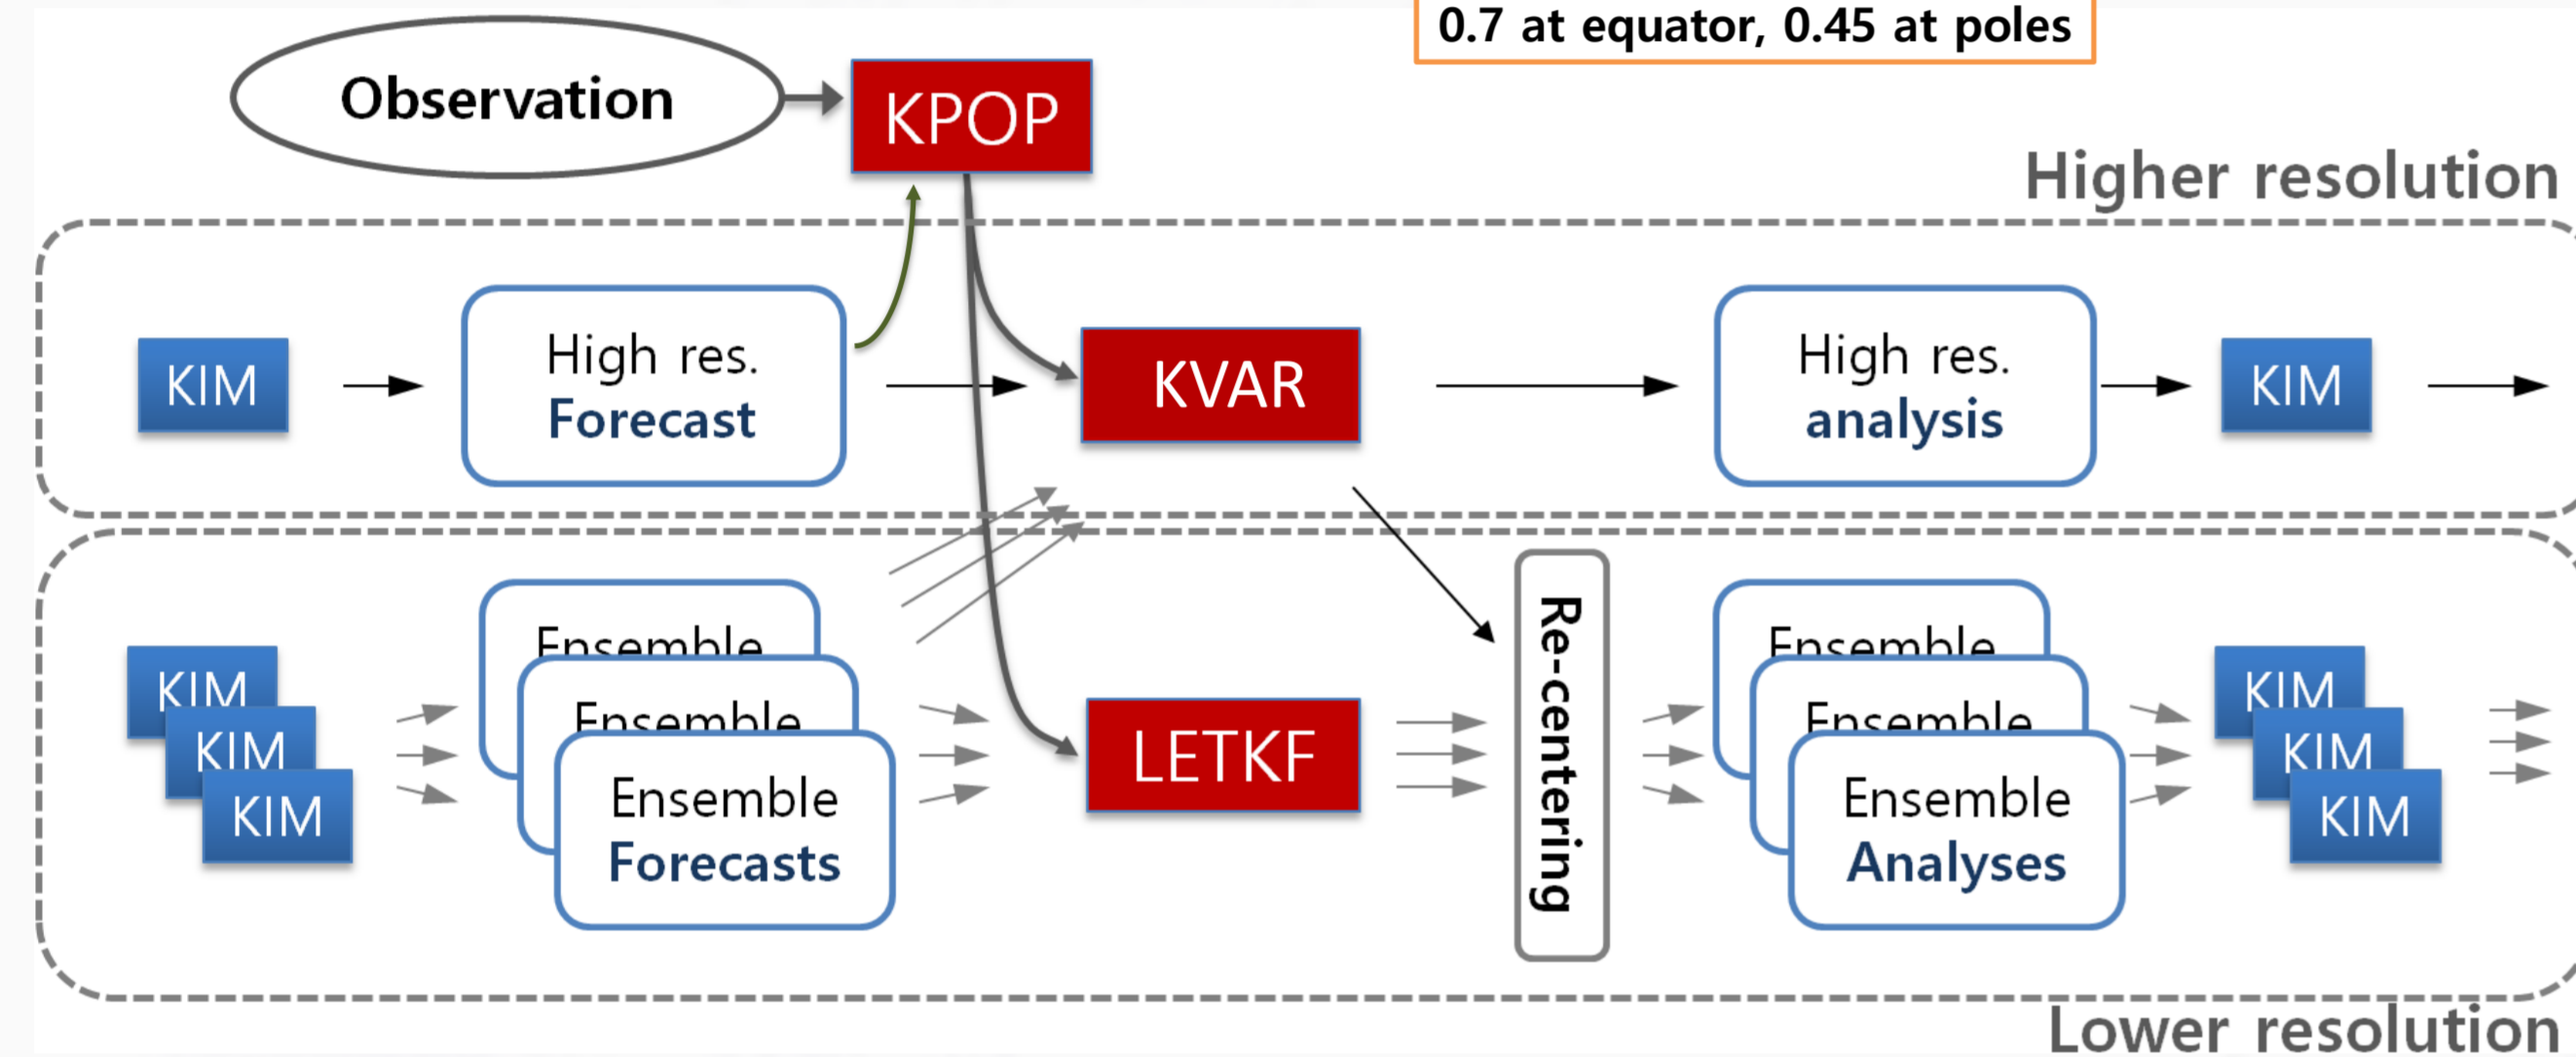 0.7 at equator, 0.45 at poles
Observation
KPOP
Higher resolution
KIM
High res.
Forecast
KVAR
High res.
analysis
KIM
KIM
KIM
KIM
Ensemble
Ensemble
Ensemble
Forecasts
LETKF
Re-centering
Ensemble
Ensemble
Ensemble
Analyses
KIM
KIM
KIM
Lower resolution